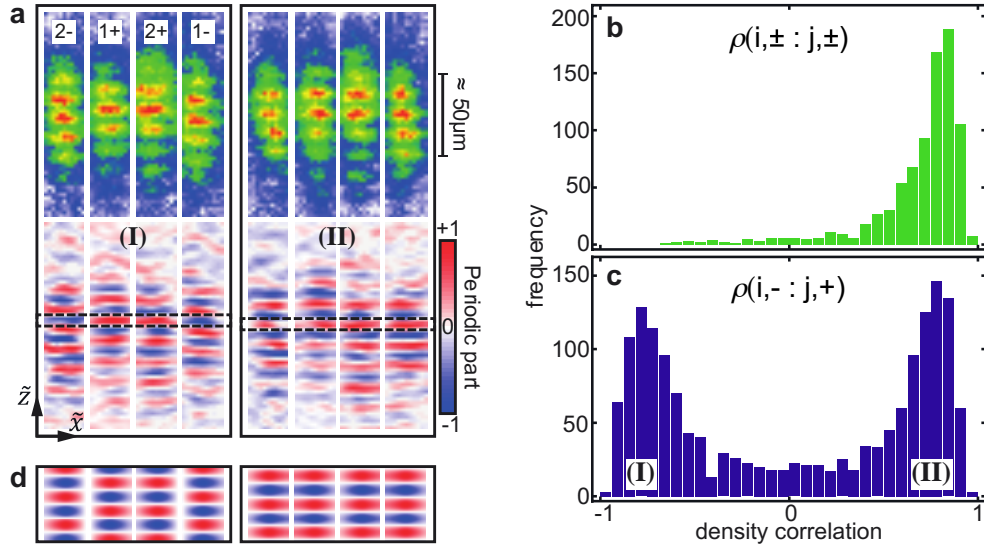 a
2- 1+ 2+ 1-
≈ 50μm
(I) (II)
+1
0
-1
Periodic part
z̃
x̃
d
b
ρ(i,± : j,±)
200
150
100
50
0
frequency
c
ρ(i,- : j,+)
150
100
50
0
(I) (II)
-1 0 1
density correlation